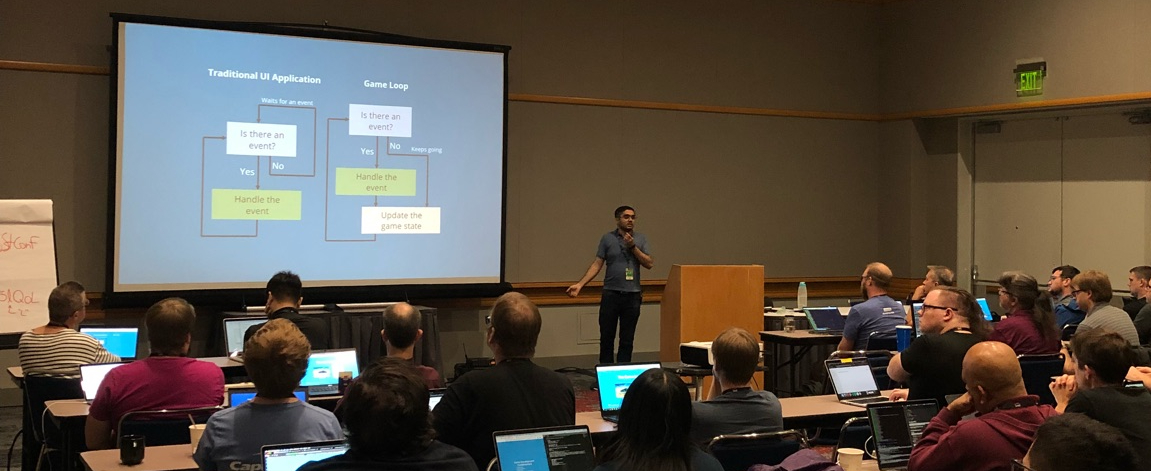 Traditional UI Application
Waits for an event
Is there an
event?
Yes
No
Handle the
event
Game Loop
Is there an
event?
Yes
No
Keeps going
Handle the
event
Update the
game state
EXIT
Cap